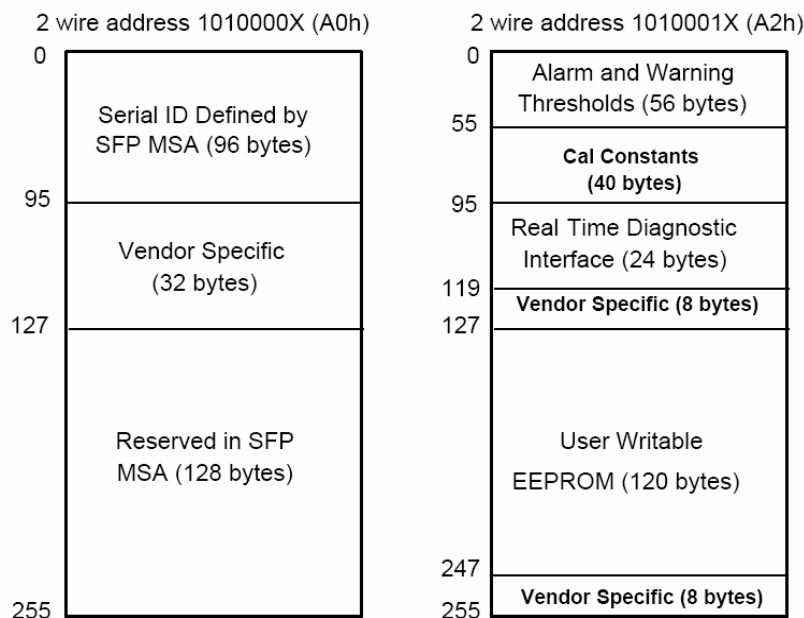 2 wire address 1010000X (A0h)
0
Serial ID Defined by
SFP MSA (96 bytes)
95
Vendor Specific
(32 bytes)
127
Reserved in SFP
MSA (128 bytes)
255
2 wire address 1010001X (A2h)
0
Alarm and Warning
Thresholds (56 bytes)
55
Cal Constants
(40 bytes)
95
Real Time Diagnostic
Interface (24 bytes)
119
Vendor Specific (8 bytes)
127
User Writable
EEPROM (120 bytes)
247
Vendor Specific (8 bytes)
255